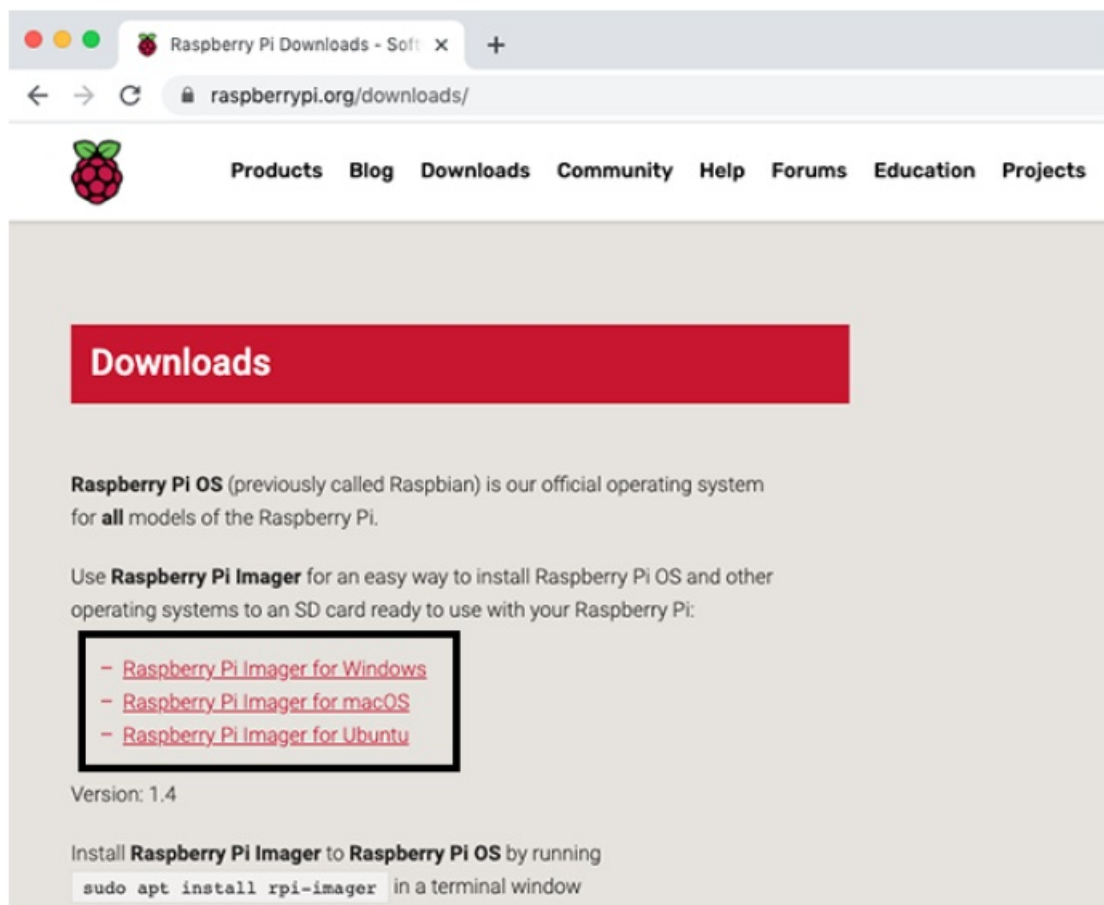 Raspberry Pi Downloads - Soft
raspberrypi.org/downloads/
Products Blog Downloads Community Help Forums Education Projects
Downloads
Raspberry Pi OS (previously called Raspbian) is our official operating system
for all models of the Raspberry Pi.
Use Raspberry Pi Imager for an easy way to install Raspberry Pi OS and other
operating systems to an SD card ready to use with your Raspberry Pi:
– Raspberry Pi Imager for Windows
– Raspberry Pi Imager for macOS
– Raspberry Pi Imager for Ubuntu
Version: 1.4
Install Raspberry Pi Imager to Raspberry Pi OS by running
sudo apt install rpi-imager in a terminal window